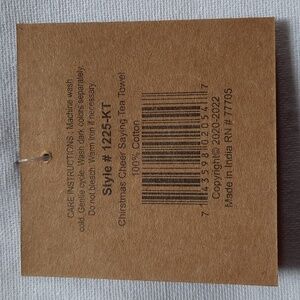 CARE INSTRUCTIONS : Machine wash
cold. Gentle cycle. Wash dark colors separately.
Do not bleach. Warm Iron if necessary.
Style # 1225-KT
Christmas Cheer Saying Tea Towel
100% Cotton
7 43598 02054 7
Copyright© 2020-2022
Made in India RN # 77705